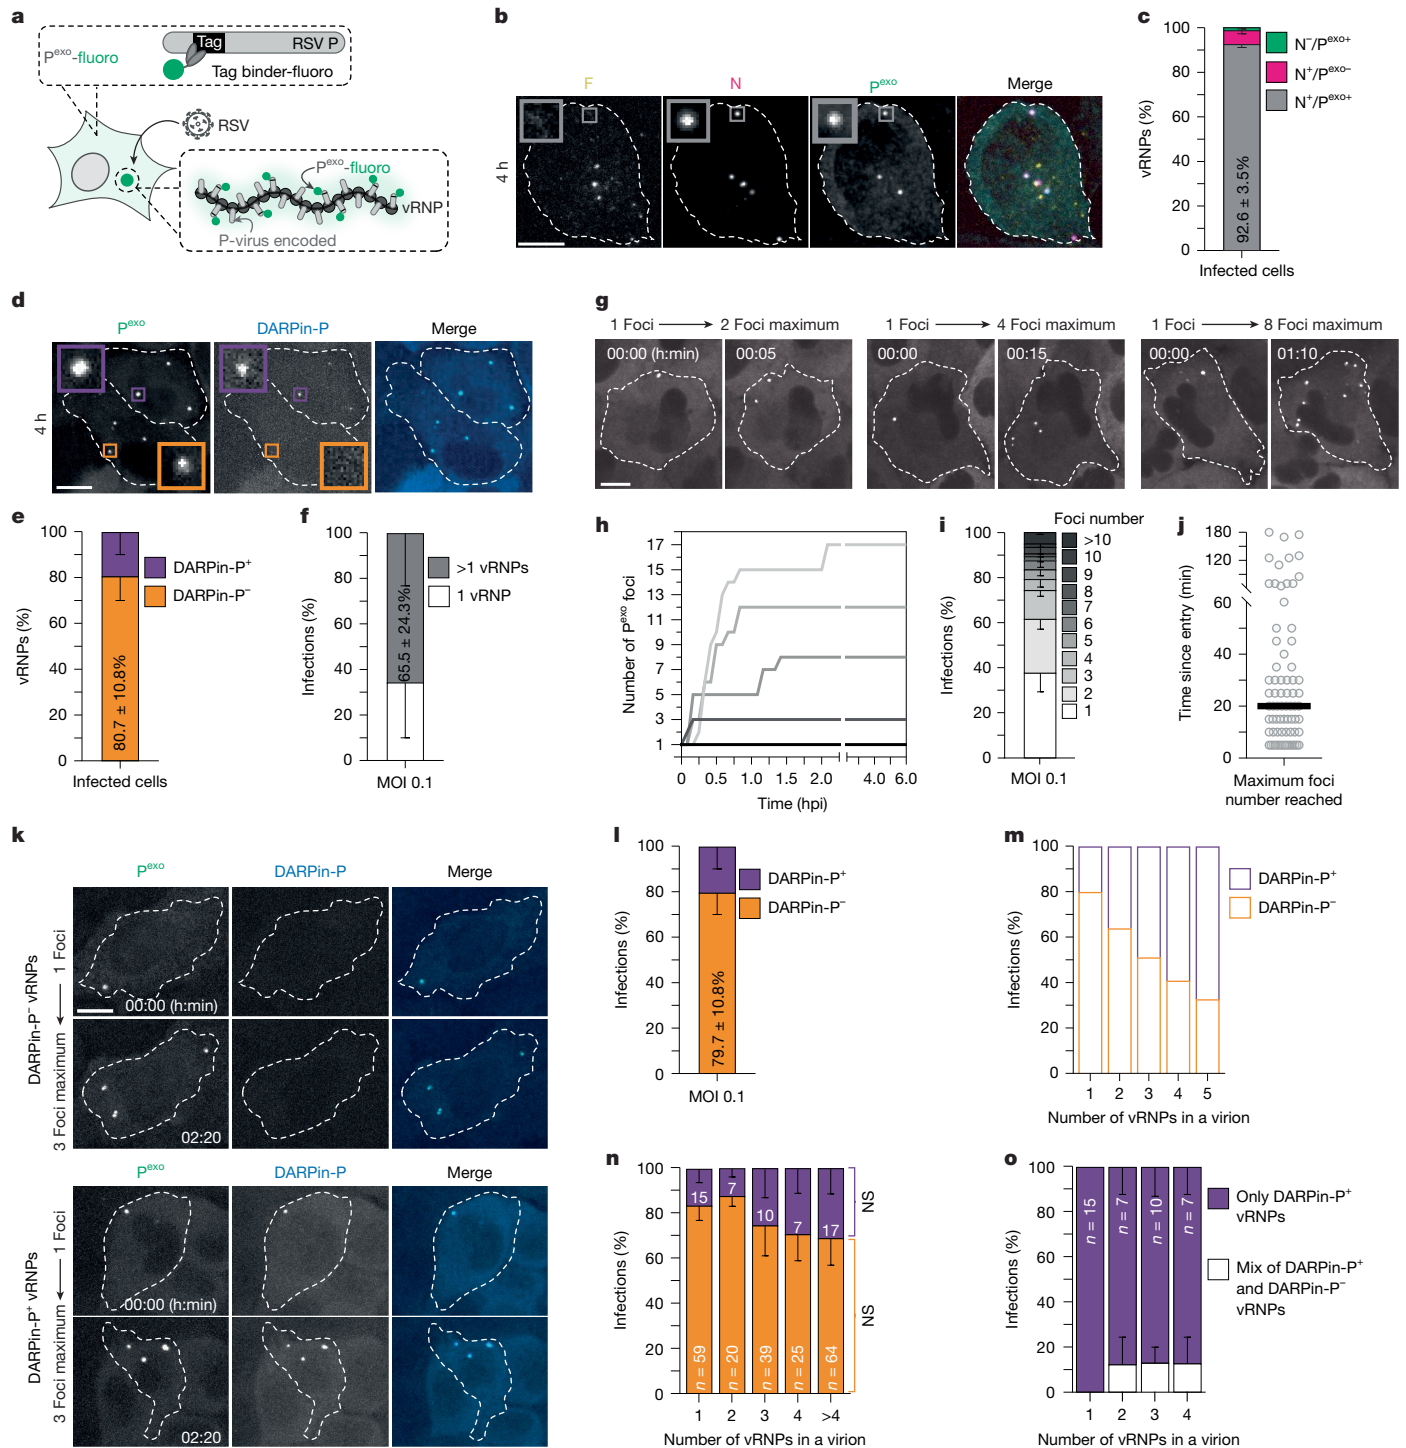 a
P^exo-fluoro
Tag
RSV P
Tag binder-fluoro
RSV
P^exo-fluoro
vRNP
P-virus encoded
b
F
N
P^exo
Merge
4 h
c
vRNPs (%)
100
80
60
40
20
0
92.6 ± 3.5%
Infected cells
N^−/P^exo+
N^+/P^exo−
N^+/P^exo+
d
P^exo
DARPin-P
Merge
4 h
e
vRNPs (%)
100
80
60
40
20
0
80.7 ± 10.8%
Infected cells
DARPin-P^+
DARPin-P^−
f
Infections (%)
100
80
60
40
20
0
65.5 ± 24.3%
MOI 0.1
>1 vRNPs
1 vRNP
g
1 Foci
2 Foci maximum
1 Foci
4 Foci maximum
1 Foci
8 Foci maximum
00:00 (h:min)
00:05
00:00
00:15
00:00
01:10
h
Number of P^exo foci
17
15
13
11
9
7
5
3
1
0
0.5
1.0
1.5
2.0
4.0
6.0
Time (hpi)
i
Infections (%)
100
80
60
40
20
0
MOI 0.1
Foci number
>10
10
9
8
7
6
5
4
3
2
1
j
Time since entry (min)
180
120
60
40
20
0
Maximum foci
number reached
k
P^exo
DARPin-P
Merge
DARPin-P^− vRNPs
1 Foci
3 Foci maximum
00:00 (h:min)
02:20
P^exo
DARPin-P
Merge
DARPin-P^+ vRNPs
1 Foci
3 Foci maximum
00:00 (h:min)
02:20
l
Infections (%)
100
80
60
40
20
0
79.7 ± 10.8%
MOI 0.1
DARPin-P^+
DARPin-P^−
m
Infections (%)
100
80
60
40
20
0
1
2
3
4
5
Number of vRNPs in a virion
DARPin-P^+
DARPin-P^−
n
Infections (%)
100
80
60
40
20
0
15
7
10
7
17
n = 59
n = 20
n = 39
n = 25
n = 64
NS
NS
1
2
3
4
>4
Number of vRNPs in a virion
o
Infections (%)
100
80
60
40
20
0
n = 15
n = 7
n = 10
n = 7
1
2
3
4
Number of vRNPs in a virion
Only DARPin-P^+
vRNPs
Mix of DARPin-P^+
and DARPin-P^−
vRNPs